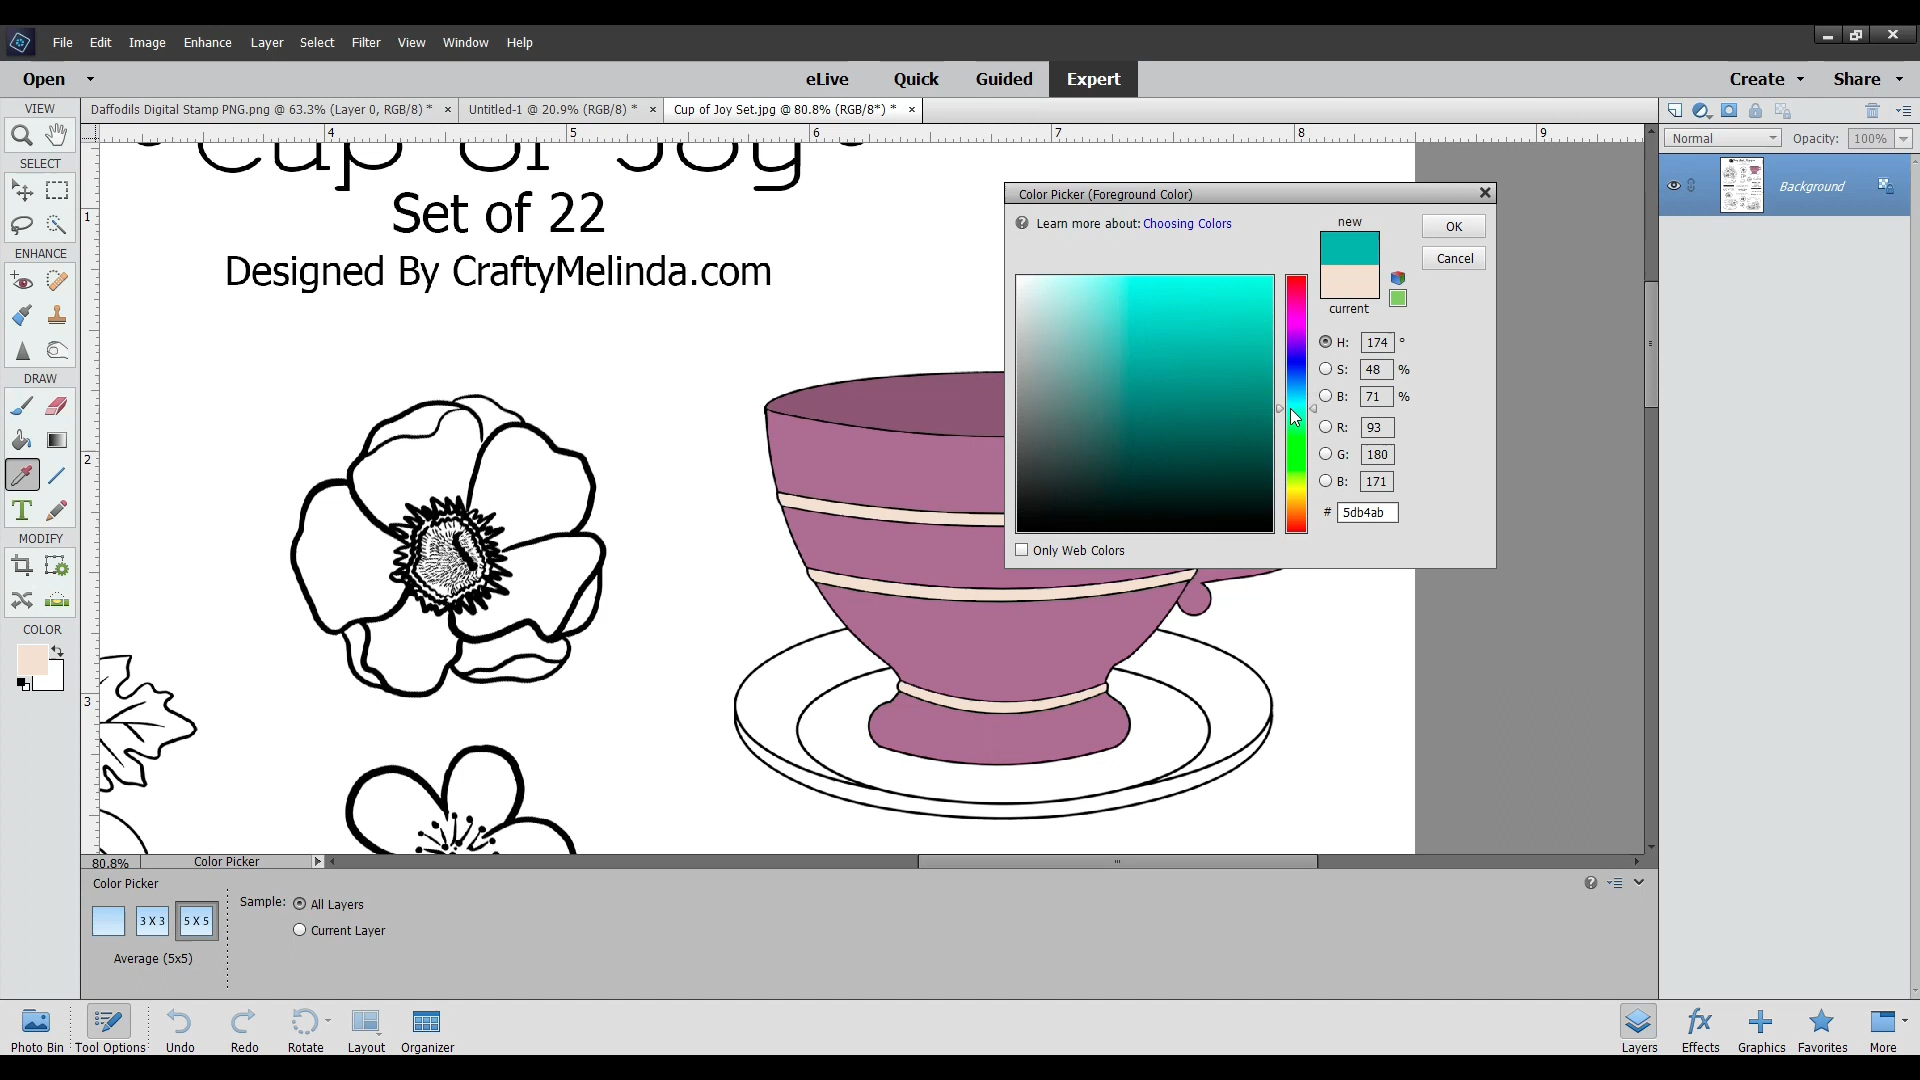 File Edit Image Enhance Layer Select Filter View Window Help
Open eLive Quick Guided Expert Create Share
VIEW
Daffodils Digital Stamp PNG.png @ 63.3% (Layer 0, RGB/8) * × Untitled-1 @ 20.9% (RGB/8) * × Cup of Joy Set.jpg @ 80.8% (RGB/8*) * ×
4 5 6 7 8 9
Normal Opacity: 100%
Cup of Joy
SELECT
Background
Color Picker (Foreground Color)
1
Set of 22
Learn more about: Choosing Colors
new
OK
Cancel
ENHANCE
Designed By CraftyMelinda.com
current
H: 174 °
S: 48 %
B: 71 %
DRAW
R: 93
2
G: 180
B: 171
# 5db4ab
T
MODIFY
Only Web Colors
COLOR
3
80.8% Color Picker
Color Picker
Sample: All Layers
3 X 3 5 X 5
Current Layer
Average (5x5)
fx
Photo Bin Tool Options Undo Redo Rotate Layout Organizer Layers Effects Graphics Favorites More